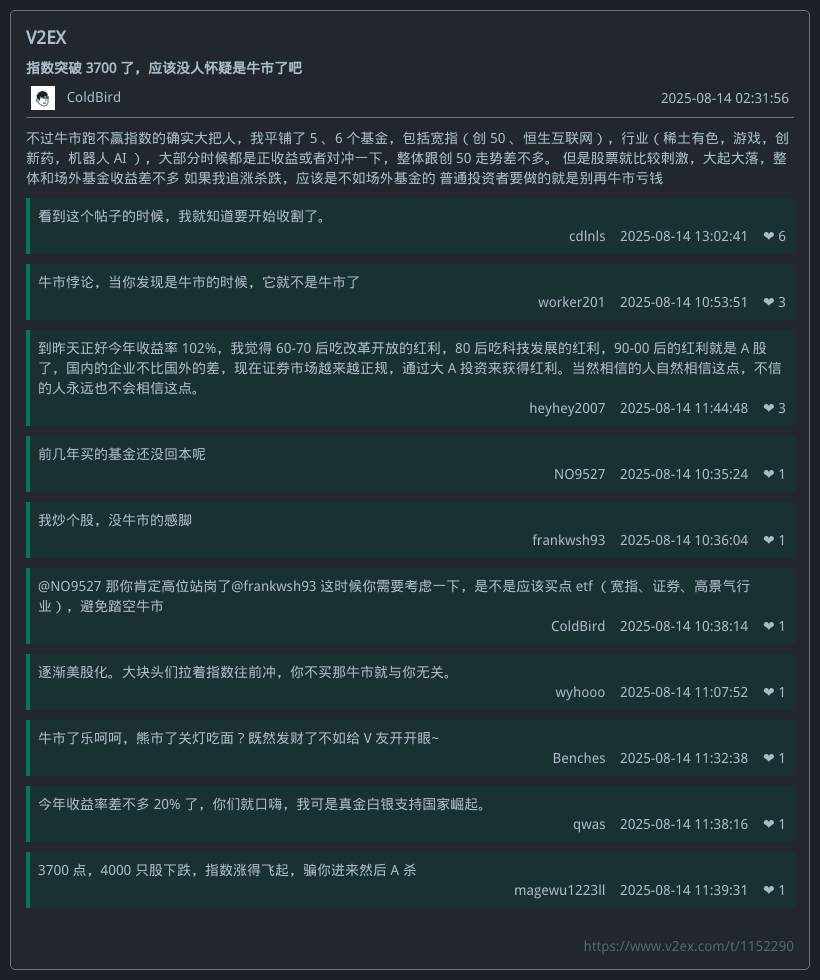 V2EX
指数突破 3700 了，应该没人怀疑是牛市了吧
ColdBird 2025-08-14 02:31:56
不过牛市跑不赢指数的确实大把人，我平铺了 5 、6 个基金，包括宽指（创 50 、恒生互联网），行业（稀土有色，游戏，创
新药，机器人 AI ），大部分时候都是正收益或者对冲一下，整体跟创 50 走势差不多。 但是股票就比较刺激，大起大落，整
体和场外基金收益差不多 如果我追涨杀跌，应该是不如场外基金的 普通投资者要做的就是别再牛市亏钱
看到这个帖子的时候，我就知道要开始收割了。
cdlnls 2025-08-14 13:02:41 ❤ 6
牛市悖论，当你发现是牛市的时候，它就不是牛市了
worker201 2025-08-14 10:53:51 ❤ 3
到昨天正好今年收益率 102%，我觉得 60-70 后吃改革开放的红利，80 后吃科技发展的红利，90-00 后的红利就是 A 股
了，国内的企业不比国外的差，现在证券市场越来越正规，通过大 A 投资来获得红利。当然相信的人自然相信这点，不信
的人永远也不会相信这点。
heyhey2007 2025-08-14 11:44:48 ❤ 3
前几年买的基金还没回本呢
NO9527 2025-08-14 10:35:24 ❤ 1
我炒个股，没牛市的感脚
frankwsh93 2025-08-14 10:36:04 ❤ 1
@NO9527 那你肯定高位站岗了@frankwsh93 这时候你需要考虑一下，是不是应该买点 etf （宽指、证券、高景气行
业），避免踏空牛市
ColdBird 2025-08-14 10:38:14 ❤ 1
逐渐美股化。大块头们拉着指数往前冲，你不买那牛市就与你无关。
wyhooo 2025-08-14 11:07:52 ❤ 1
牛市了乐呵呵，熊市了关灯吃面？既然发财了不如给 V 友开开眼~
Benches 2025-08-14 11:32:38 ❤ 1
今年收益率差不多 20% 了，你们就口嗨，我可是真金白银支持国家崛起。
qwas 2025-08-14 11:38:16 ❤ 1
3700 点，4000 只股下跌，指数涨得飞起，骗你进来然后 A 杀
magewu1223ll 2025-08-14 11:39:31 ❤ 1
https://www.v2ex.com/t/1152290